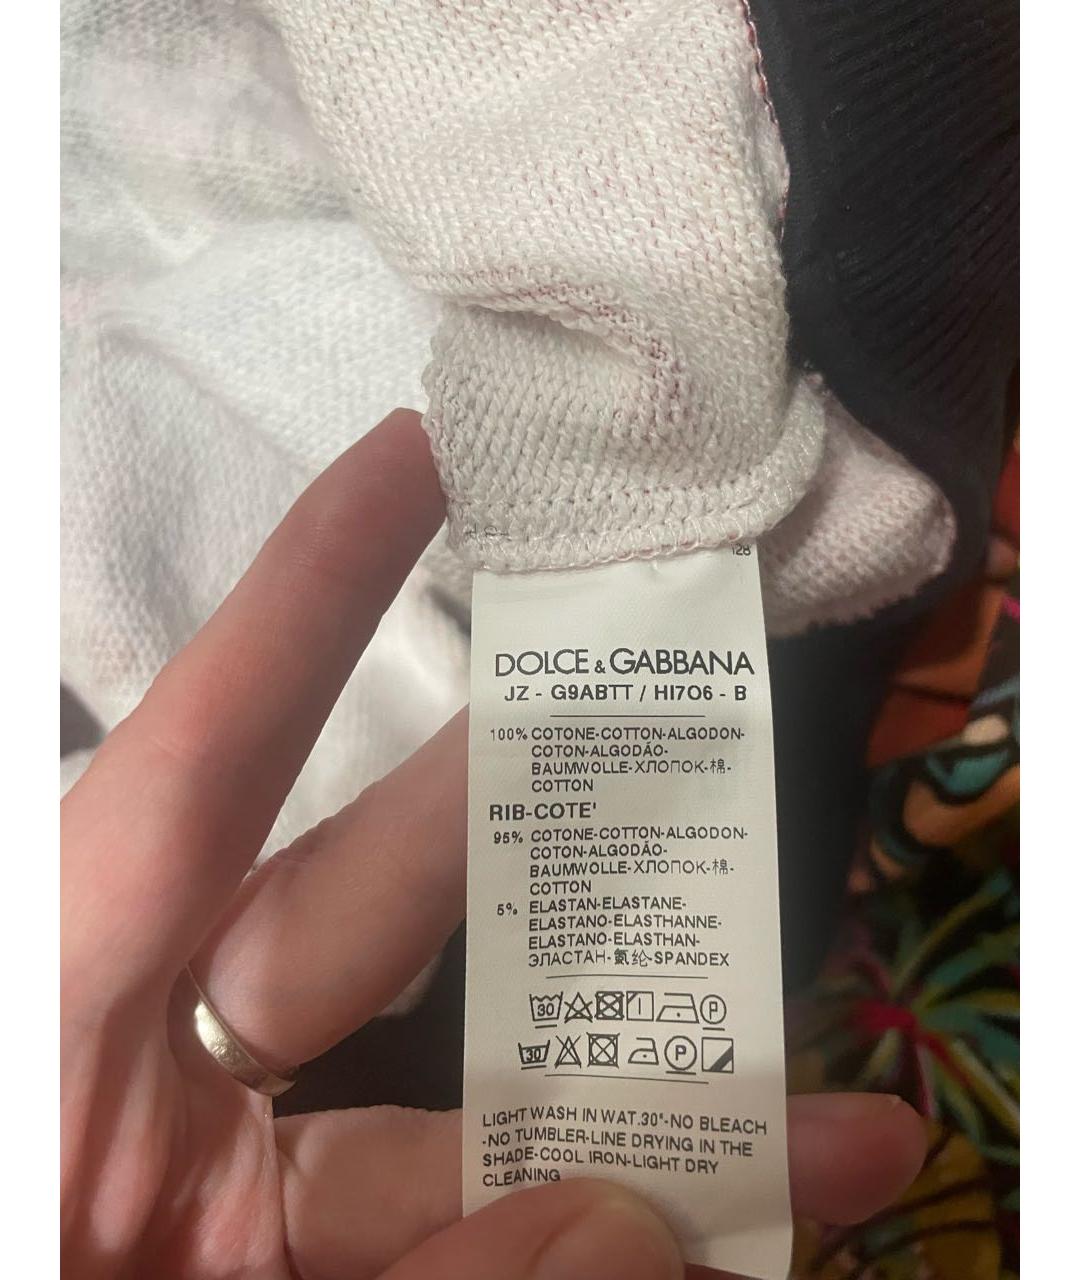 128
DOLCE & GABBANA
JZ - G9ABTT / HI7O6 - B
100% COTONE-COTTON-ALGODON-
COTON-ALGODÃO-
BAUMWOLLE-ХЛОПОК-棉-
COTTON
RIB-COTE'
95% COTONE-COTTON-ALGODON-
COTON-ALGODÃO-
BAUMWOLLE-ХЛОПОК-棉-
COTTON
5% ELASTAN-ELASTANE-
ELASTANO-ELASTHANNE-
ELASTANO-ELASTHAN-
ЭЛАСТАН-氨纶-SPANDEX
30 P
30 P
LIGHT WASH IN WAT.30°-NO BLEACH
-NO TUMBLER-LINE DRYING IN THE
SHADE-COOL IRON-LIGHT DRY
CLEANING